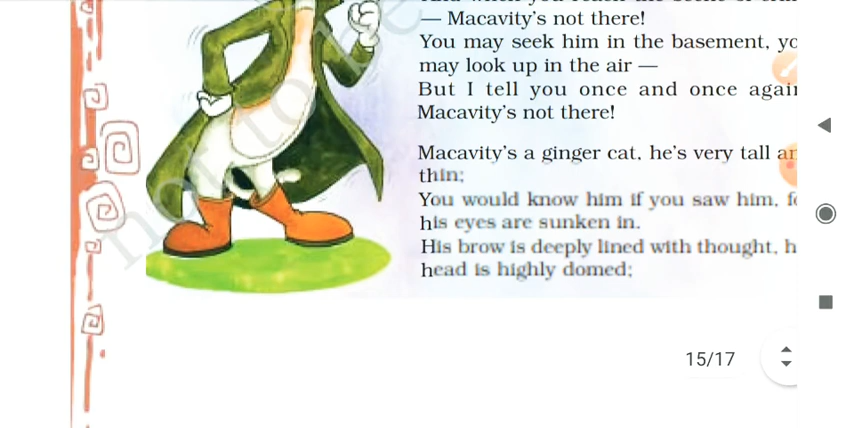 — Macavity's not there!
You may seek him in the basement,
may look up in the air —
But I tell you once and once
Macavity's not there!
Macavity's a ginger cat, he's very tall
thin;
You would know him if you saw him,
his eyes are sunken in.
His brow is deeply lined with thought,
head is highly domed;
15/17
not to be